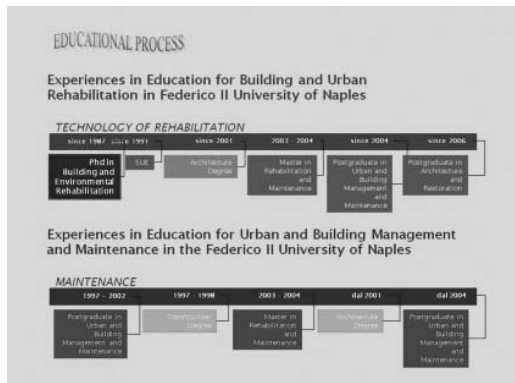 EDUCATIONAL PROCESS
Experiences in Education for Building and Urban
Rehabilitation in Federico II University of Naples
TECHNOLOGY OF REHABILITATION
since 1987 since 1991 since 2001 2003 - 2004 since 2004 since 2006
Phd in
Building and
Environmental
Rehabilitation
SUE
Architecture
Degree
Master in
Rehabilitation
and
Maintenance
Postgraduate in
Urban and
Building
Management
and
Maintenance
Postgraduate in
Architecture
and
Restoration
Experiences in Education for Urban and Building Management
and Maintenance in the Federico II University of Naples
MAINTENANCE
1997 - 2002 1997 - 1998 2003 - 2004 dal 2001 dal 2004
Postgraduate in
Urban and
Building
Management and
Maintenance
Construction
Degree
Master in
Rehabilitation
and
Maintenance
Architecture
Degree
Postgraduate in
Urban and
Building
Management
and
Maintenance